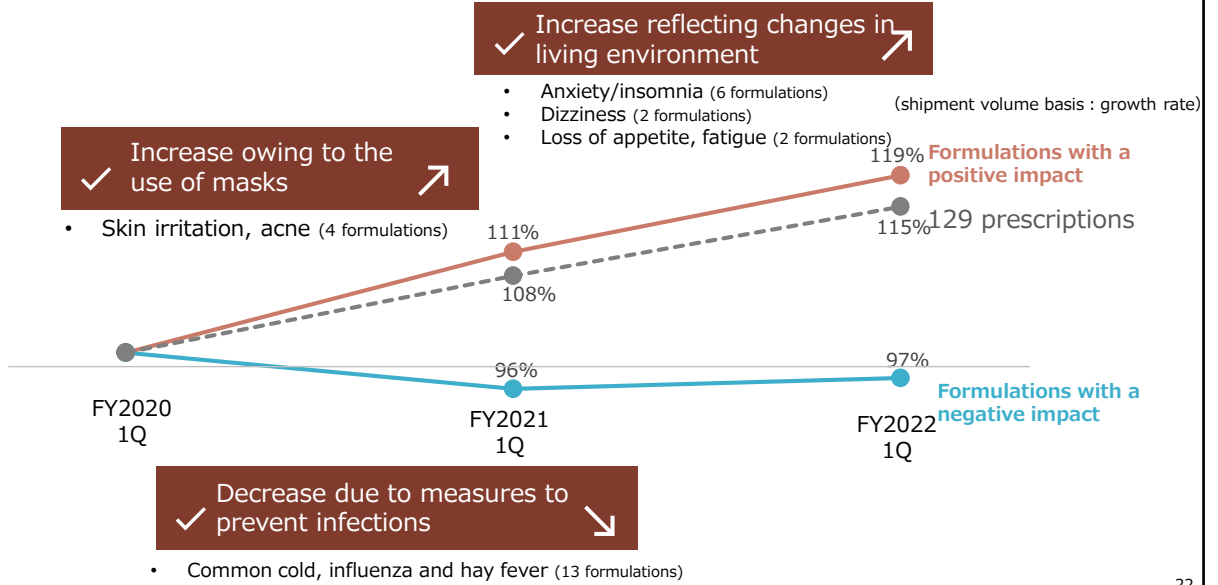 Increase reflecting changes in
living environment
• Anxiety/insomnia (6 formulations)
• Dizziness (2 formulations)
• Loss of appetite, fatigue (2 formulations)
(shipment volume basis : growth rate)
Increase owing to the
use of masks
• Skin irritation, acne (4 formulations)
119%
Formulations with a
positive impact
129 prescriptions
115%
111%
108%
96%
97%
Formulations with a
negative impact
FY2020
1Q
FY2021
1Q
FY2022
1Q
Decrease due to measures to
prevent infections
• Common cold, influenza and hay fever (13 formulations)
22